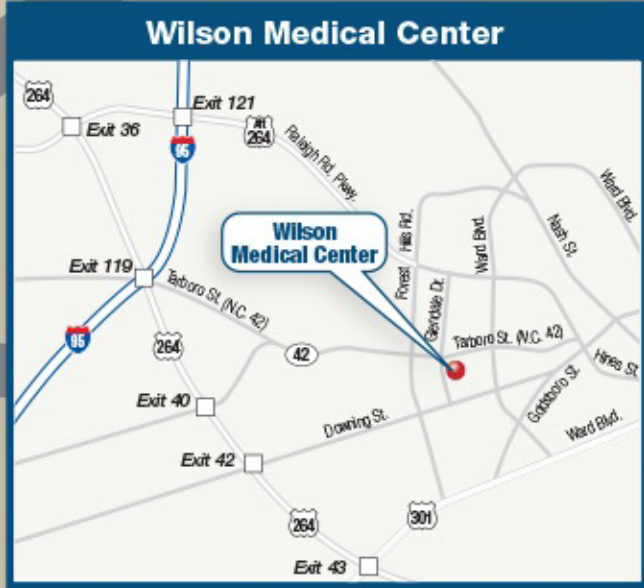 Wilson Medical Center
264
Exit 121
Exit 36
Alt
264
95
Raleigh Rd. Pkwy.
Ward Blvd.
Nash St.
Ward Blvd.
Wilson
Medical Center
Forest Hills Rd.
Glendale Dr.
Exit 119
Tarboro St. (N.C. 42)
95
264
42
Tarboro St. (N.C. 42)
Hines St.
Exit 40
Downing St.
Goldsboro St.
Ward Blvd.
Exit 42
264
301
Exit 43